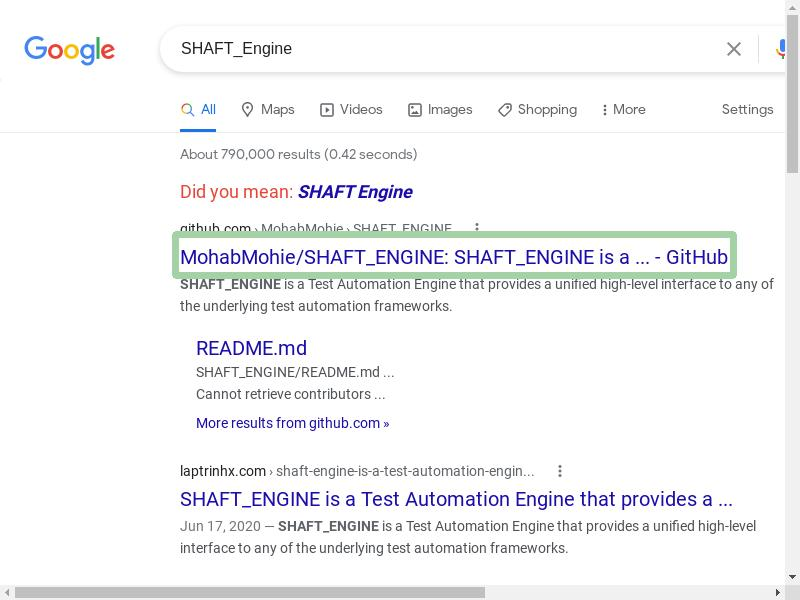 Google
SHAFT_Engine
All Maps Videos Images Shopping More Settings
About 790,000 results (0.42 seconds)
Did you mean: SHAFT Engine
github.com › MohabMohie › SHAFT_ENGINE
MohabMohie/SHAFT_ENGINE: SHAFT_ENGINE is a ... - GitHub
SHAFT_ENGINE is a Test Automation Engine that provides a unified high-level interface to any of
the underlying test automation frameworks.
README.md
SHAFT_ENGINE/README.md ...
Cannot retrieve contributors ...
More results from github.com »
laptrinhx.com › shaft-engine-is-a-test-automation-engin...
SHAFT_ENGINE is a Test Automation Engine that provides a ...
Jun 17, 2020 — SHAFT_ENGINE is a Test Automation Engine that provides a unified high-level
interface to any of the underlying test automation frameworks.